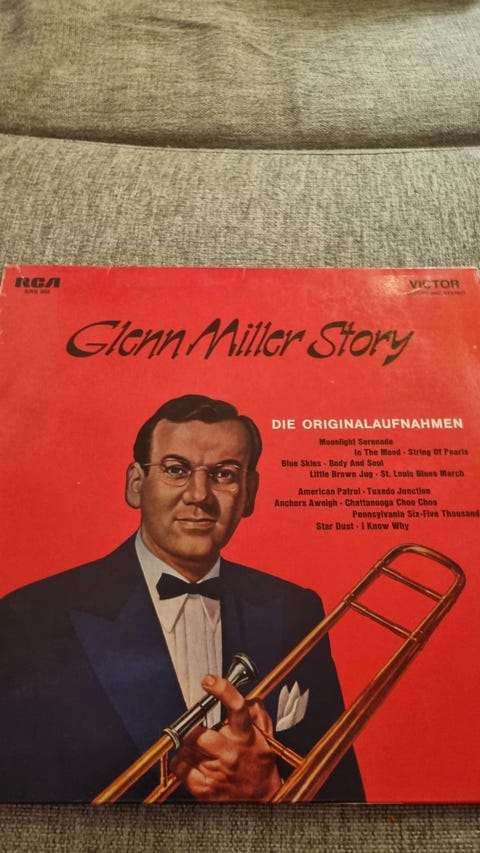 RCA
VICTOR
Glenn Miller Story
DIE ORIGINALAUFNAHMEN
Moonlight Serenade
In The Mood · String Of Pearls
Blue Skies · Body And Soul
Little Brown Jug · St. Louis Blues March
American Patrol · Tuxedo Junction
Anchors Aweigh · Chattanooga Choo Choo
Pennsylvania Six-Five Thousand
Star Dust · I Know Why